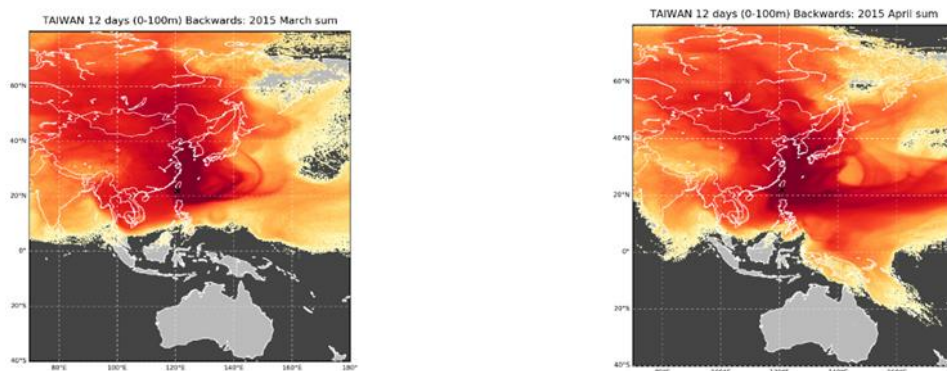 TAIWAN 12 days (0-100m) Backwards: 2015 March sum
60°N
40°N
20°N
0°
20°S
40°S
80°E
100°E
120°E
140°E
160°E
180°
TAIWAN 12 days (0-100m) Backwards: 2015 April sum
60°N
40°N
20°N
0°
20°S
40°S